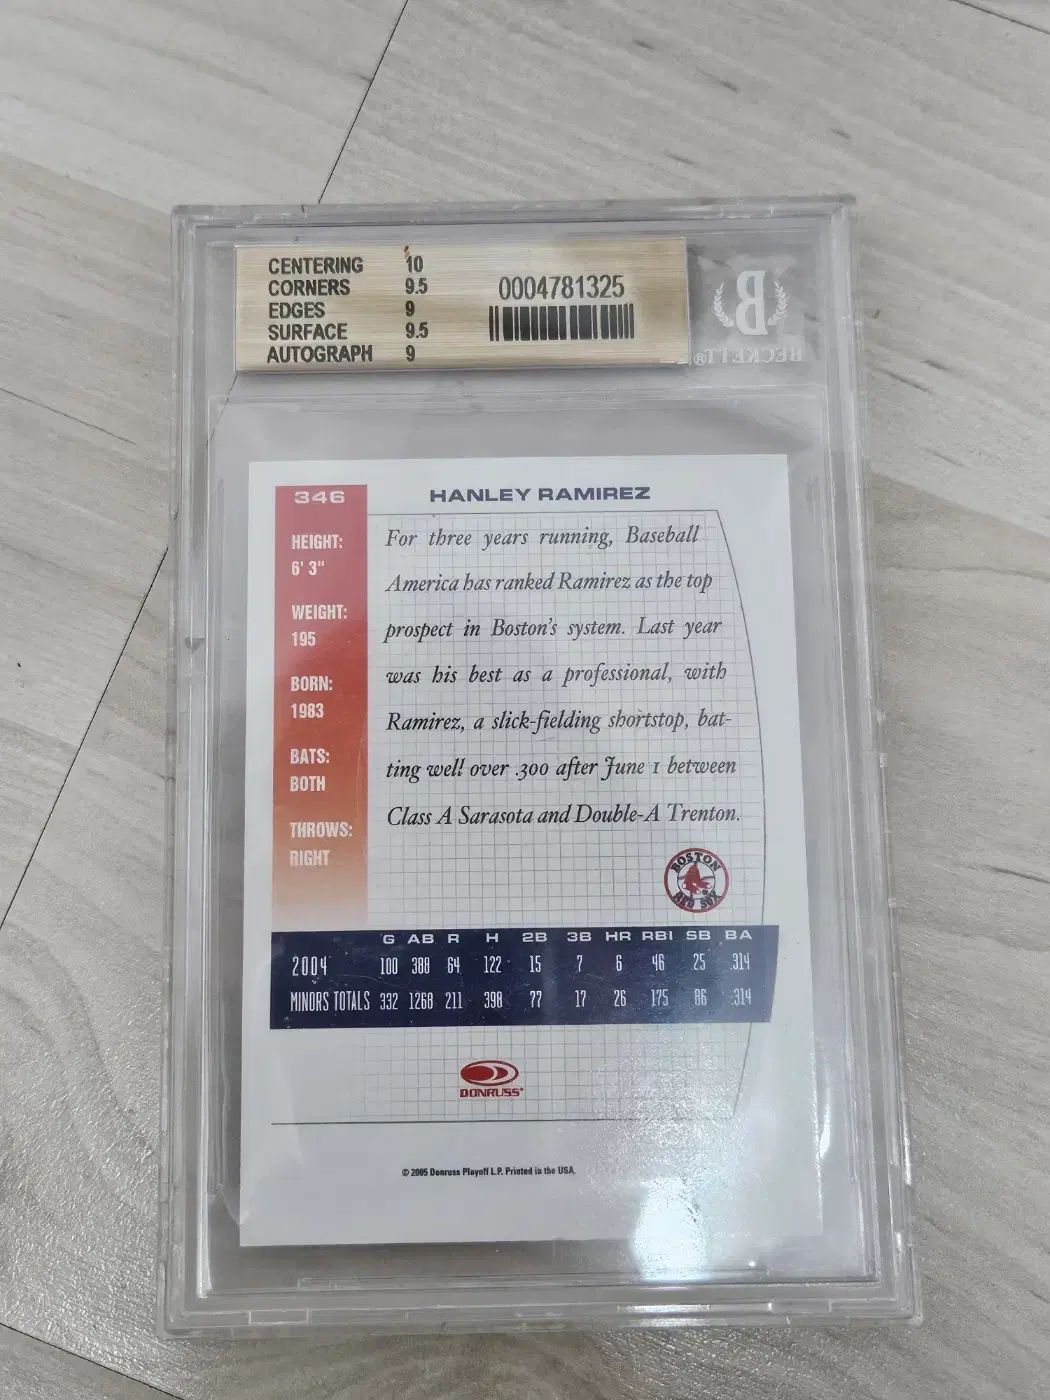 CENTERING 10
CORNERS 9.5
EDGES 9
SURFACE 9.5
AUTOGRAPH 9
0004781325
B
BECKETT®
346
HANLEY RAMIREZ
HEIGHT:
6' 3"
WEIGHT:
195
BORN:
1983
BATS:
BOTH
THROWS:
RIGHT
For three years running, Baseball
America has ranked Ramirez as the top
prospect in Boston's system. Last year
was his best as a professional, with
Ramirez, a slick-fielding shortstop, bat-
ting well over .300 after June 1 between
Class A Sarasota and Double-A Trenton.
BOSTON
RED SOX
G AB R H 2B 3B HR RBI SB BA
2004 100 388 64 122 15 7 6 46 25 .314
MINORS TOTALS 332 1268 211 398 77 17 26 175 86 .314
DONRUSS
© 2005 Donruss Playoff L.P. Printed in the USA.